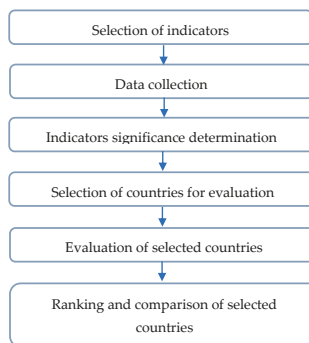 Selection of indicators
Data collection
Indicators significance determination
Selection of countries for evaluation
Evaluation of selected countries
Ranking and comparison of selected
countries